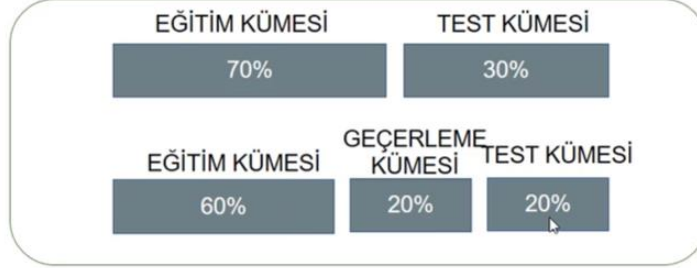 EĞİTİM KÜMESİ TEST KÜMESİ
70% 30%
EĞİTİM KÜMESİ GEÇERLEME KÜMESİ TEST KÜMESİ
60% 20% 20%